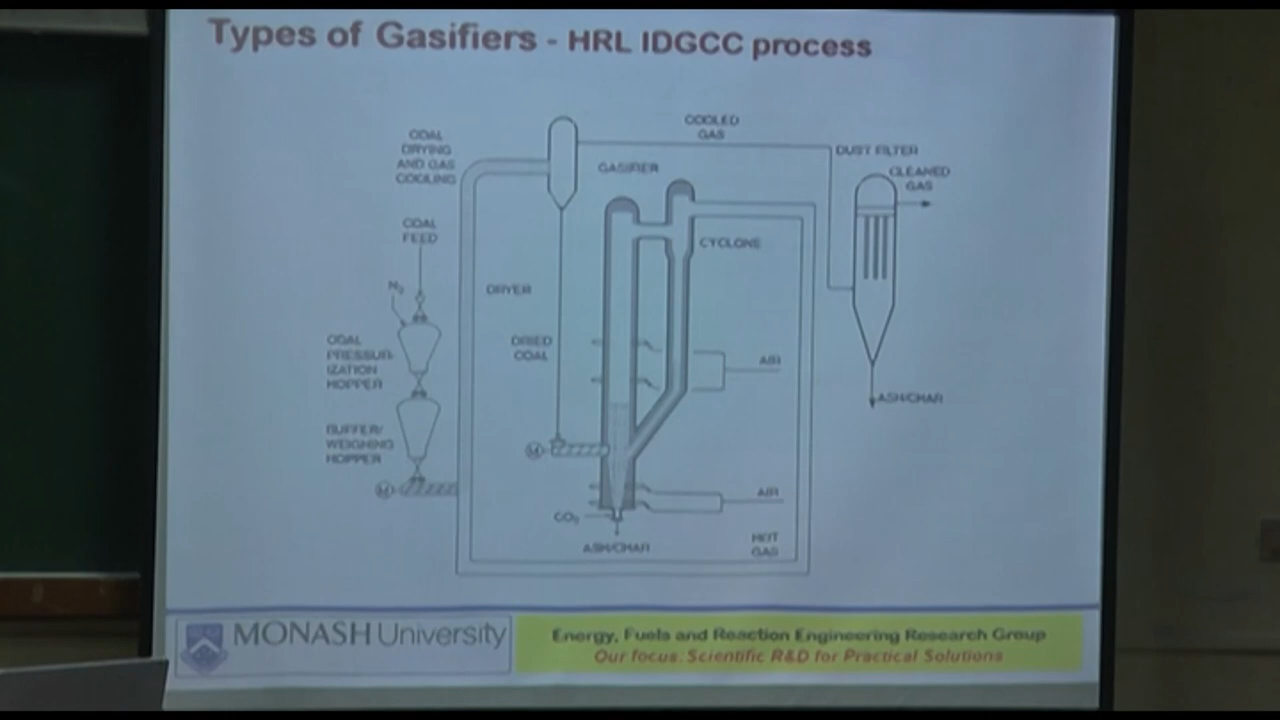 Types of Gasifiers - HRL IDGCC process
COAL
DRYING
AND GAS
COOLING
COOLED
GAS
GASIFIER
DUST FILTER
CLEANED
GAS
COAL
FEED
CYCLONE
N2
DRYER
COAL
PRESSUR-
IZATION
HOPPER
DRIED
COAL
AIR
ASH/CHAR
BUFFER/
WEIGHING
HOPPER
M
M
AIR
CO2
ASH/CHAR
HOT
GAS
MONASH University
Energy, Fuels and Reaction Engineering Research Group
Our focus: Scientific R&D for Practical Solutions